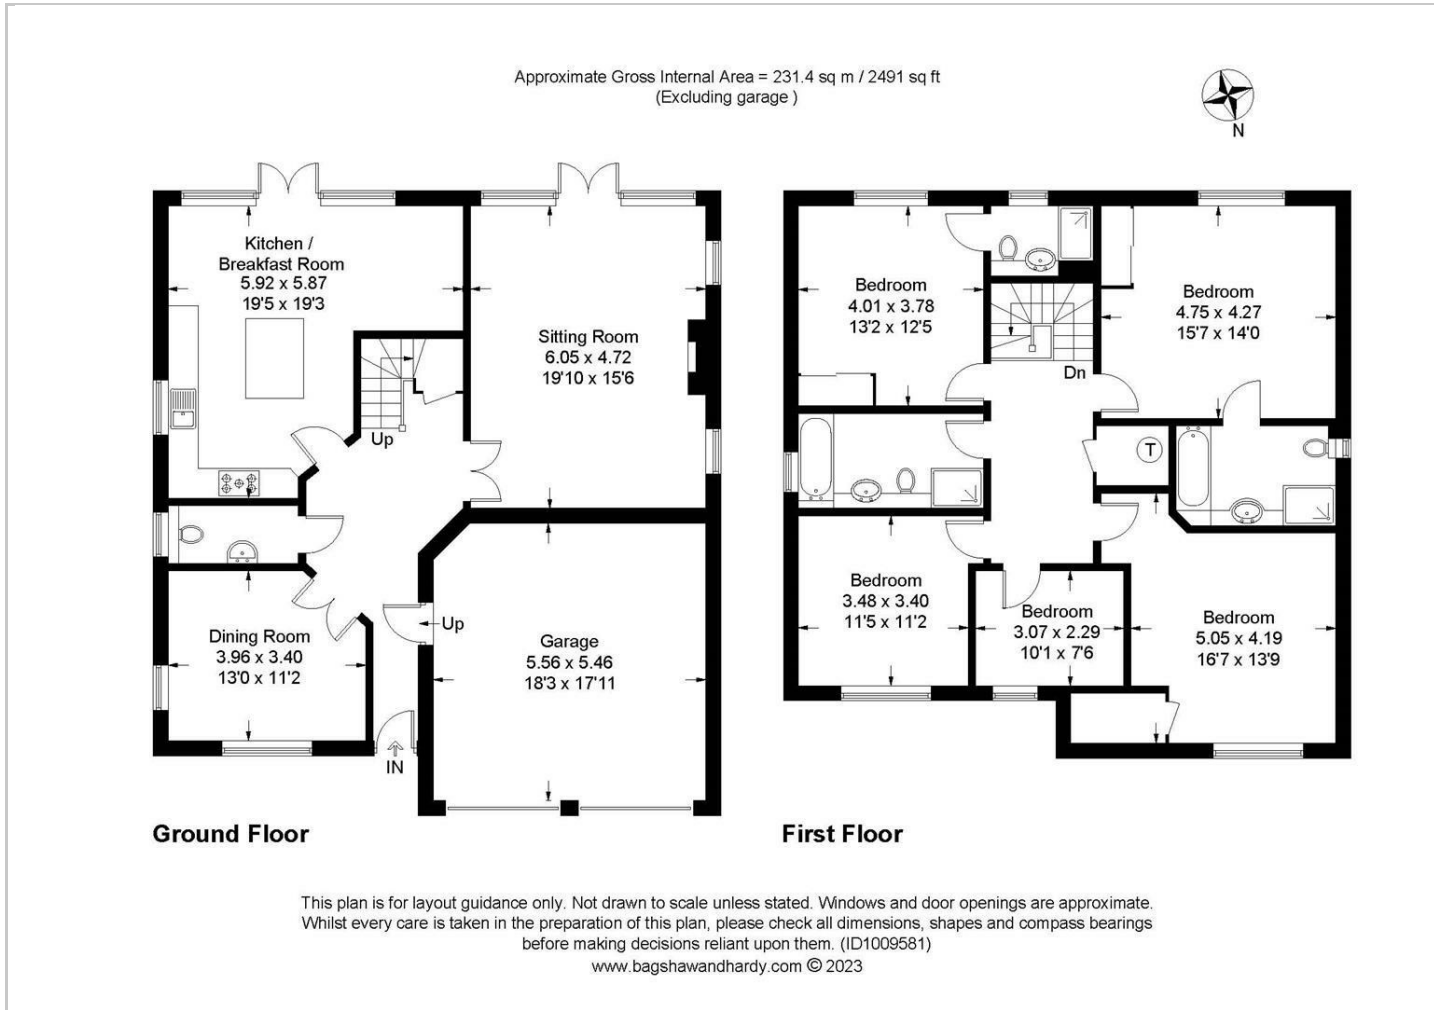 Approximate Gross Internal Area = 231.4 sq m / 2491 sq ft
(Excluding garage )
N
Kitchen /
Breakfast Room
5.92 x 5.87
19'5 x 19'3
Sitting Room
6.05 x 4.72
19'10 x 15'6
Up
Dining Room
3.96 x 3.40
13'0 x 11'2
Up
Garage
5.56 x 5.46
18'3 x 17'11
IN
Ground Floor
Bedroom
4.01 x 3.78
13'2 x 12'5
Bedroom
4.75 x 4.27
15'7 x 14'0
Dn
T
Bedroom
3.48 x 3.40
11'5 x 11'2
Bedroom
3.07 x 2.29
10'1 x 7'6
Bedroom
5.05 x 4.19
16'7 x 13'9
First Floor
This plan is for layout guidance only. Not drawn to scale unless stated. Windows and door openings are approximate.
Whilst every care is taken in the preparation of this plan, please check all dimensions, shapes and compass bearings
before making decisions reliant upon them. (ID1009581)
www.bagshawandhardy.com © 2023